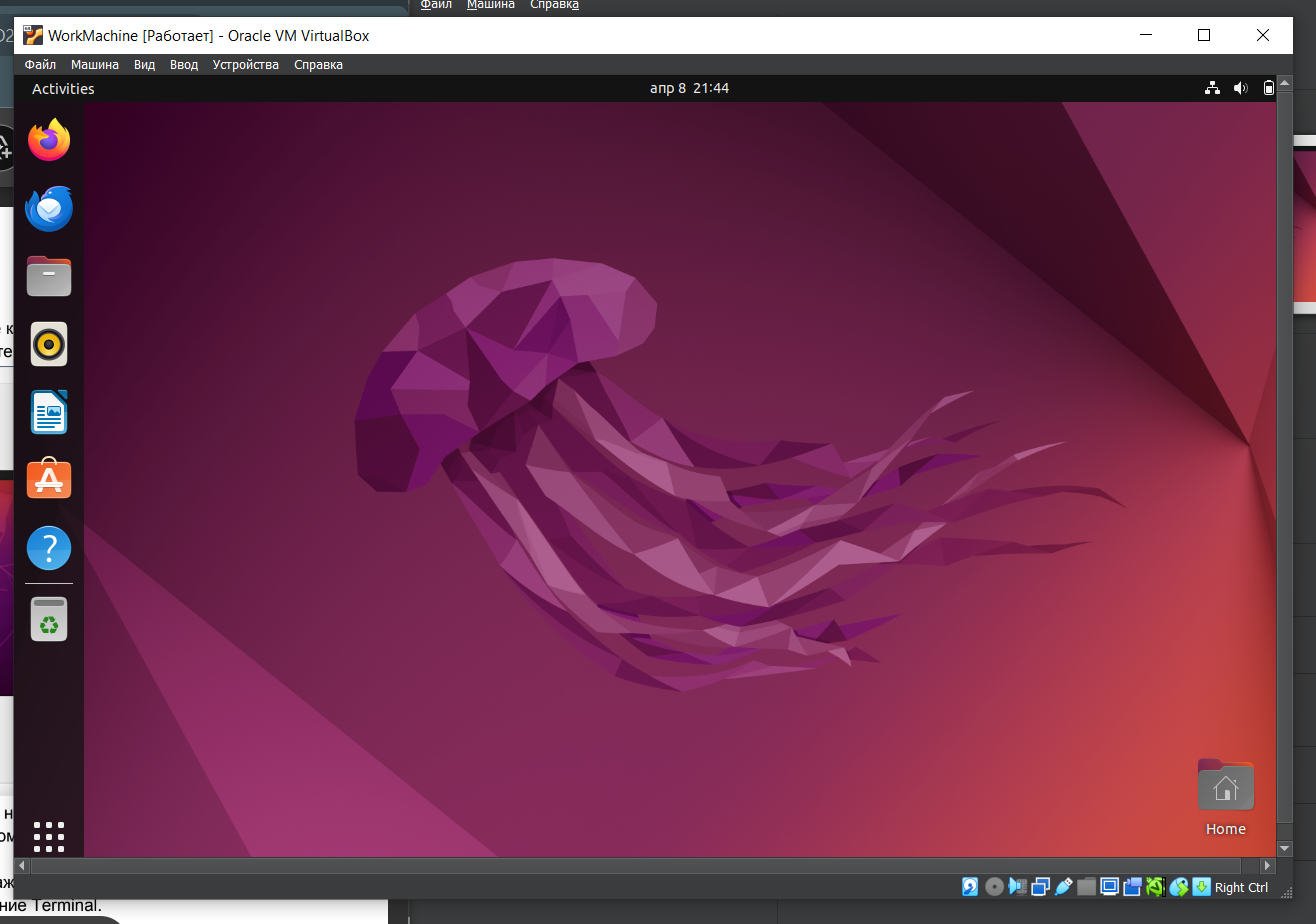 Файл Машина Справка
WorkMachine [Работает] - Oracle VM VirtualBox
Файл Машина Вид Ввод Устройства Справка
Activities
апр 8 21:44
Home
Right Ctrl
ние Terminal.